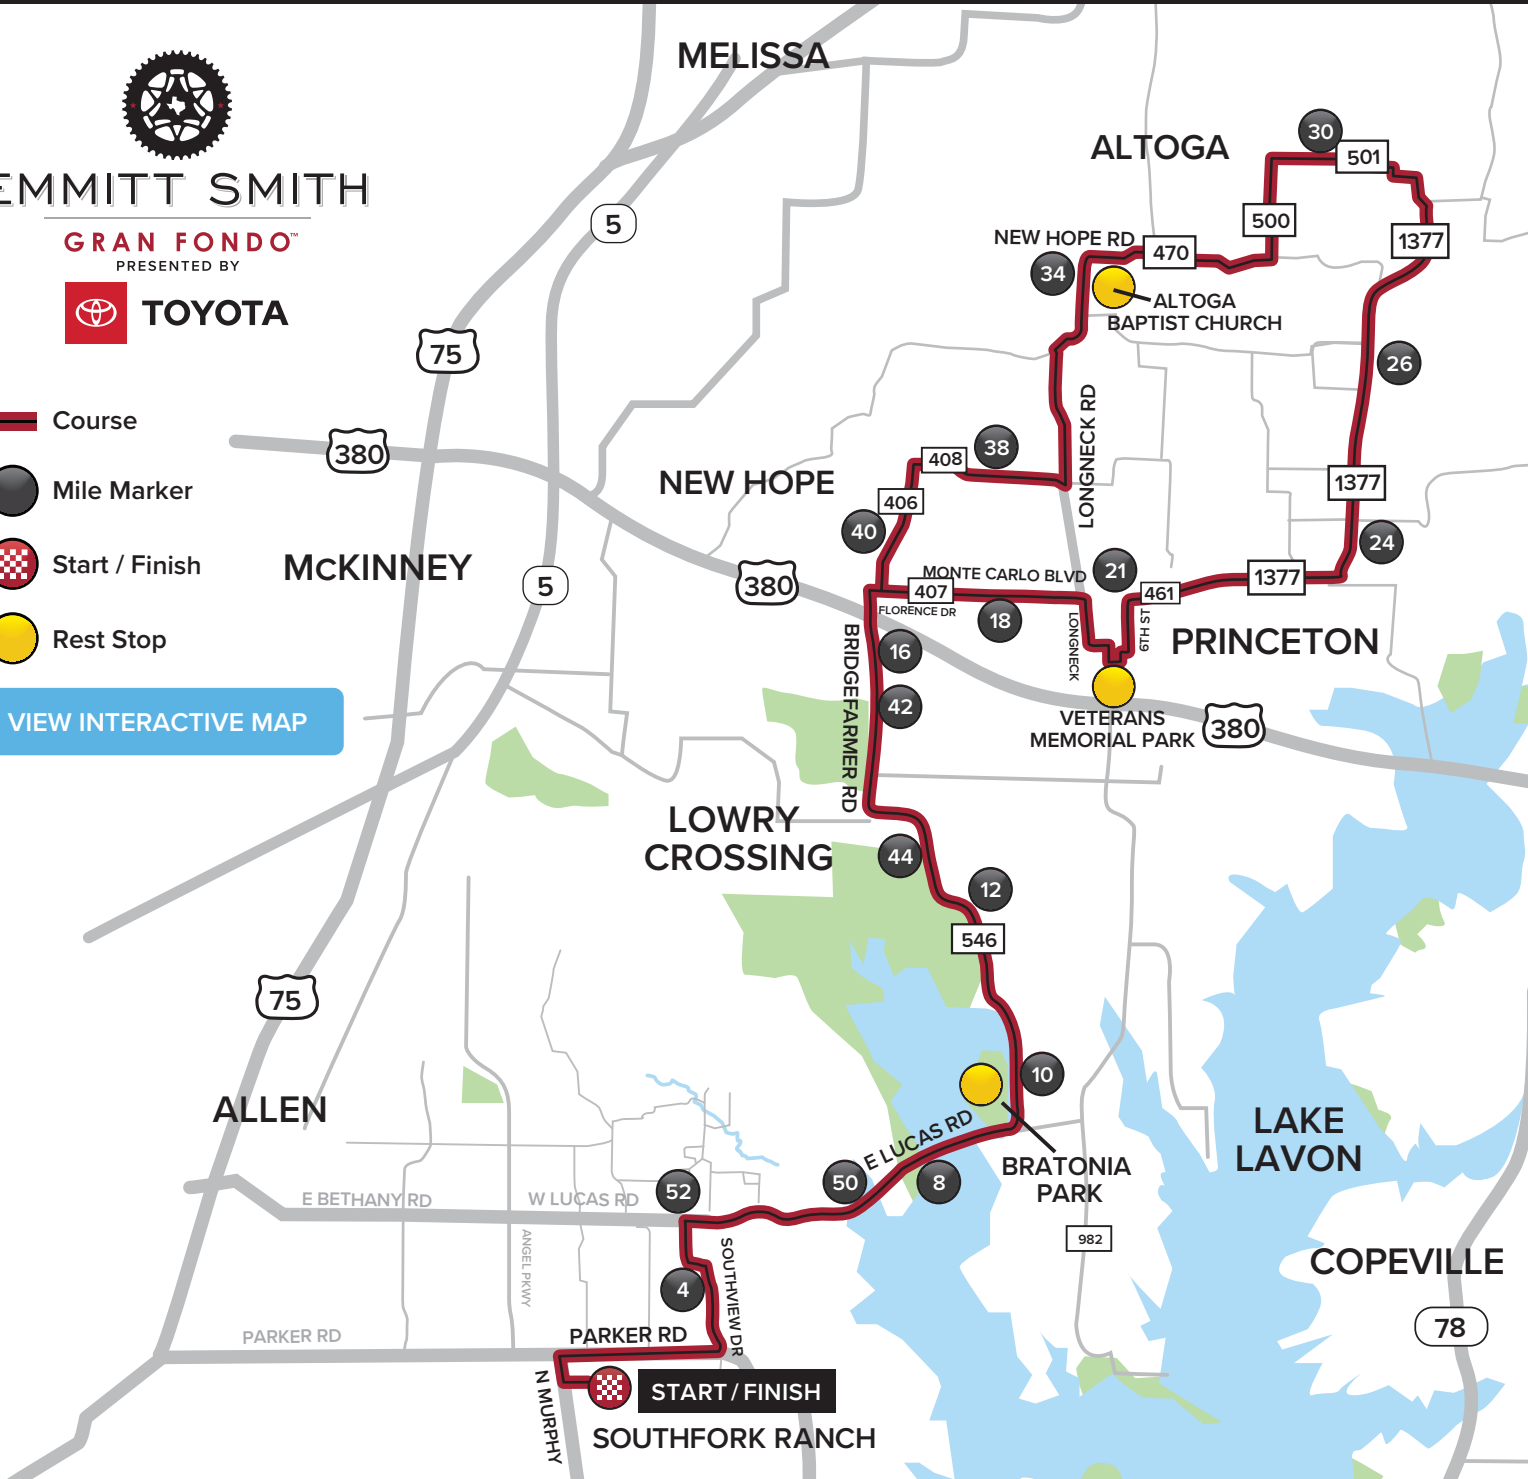 MELISSA
30
ALTOGA
501
EMMITT SMITH
GRAN FONDO™
PRESENTED BY
TOYOTA
5
500
1377
NEW HOPE RD
470
34
ALTOGA
BAPTIST CHURCH
75
26
Course
380
LONGNECK RD
38
408
NEW HOPE
Mile Marker
406
1377
40
24
Start / Finish
McKINNEY
380
5
MONTE CARLO BLVD
21
407
FLORENCE DR
461
1377
18
LONGNECK
6TH ST
PRINCETON
Rest Stop
BRIDGEFARMER RD
16
42
VIEW INTERACTIVE MAP
VETERANS
MEMORIAL PARK
380
LOWRY
CROSSING
44
12
546
75
10
ALLEN
LAKE
LAVON
E LUCAS RD
BRATONIA
PARK
50
8
52
E BETHANY RD
W LUCAS RD
ANGEL PKWY
SOUTHVIEW DR
982
COPEVILLE
4
78
PARKER RD
PARKER RD
N MURPHY
START / FINISH
SOUTHFORK RANCH